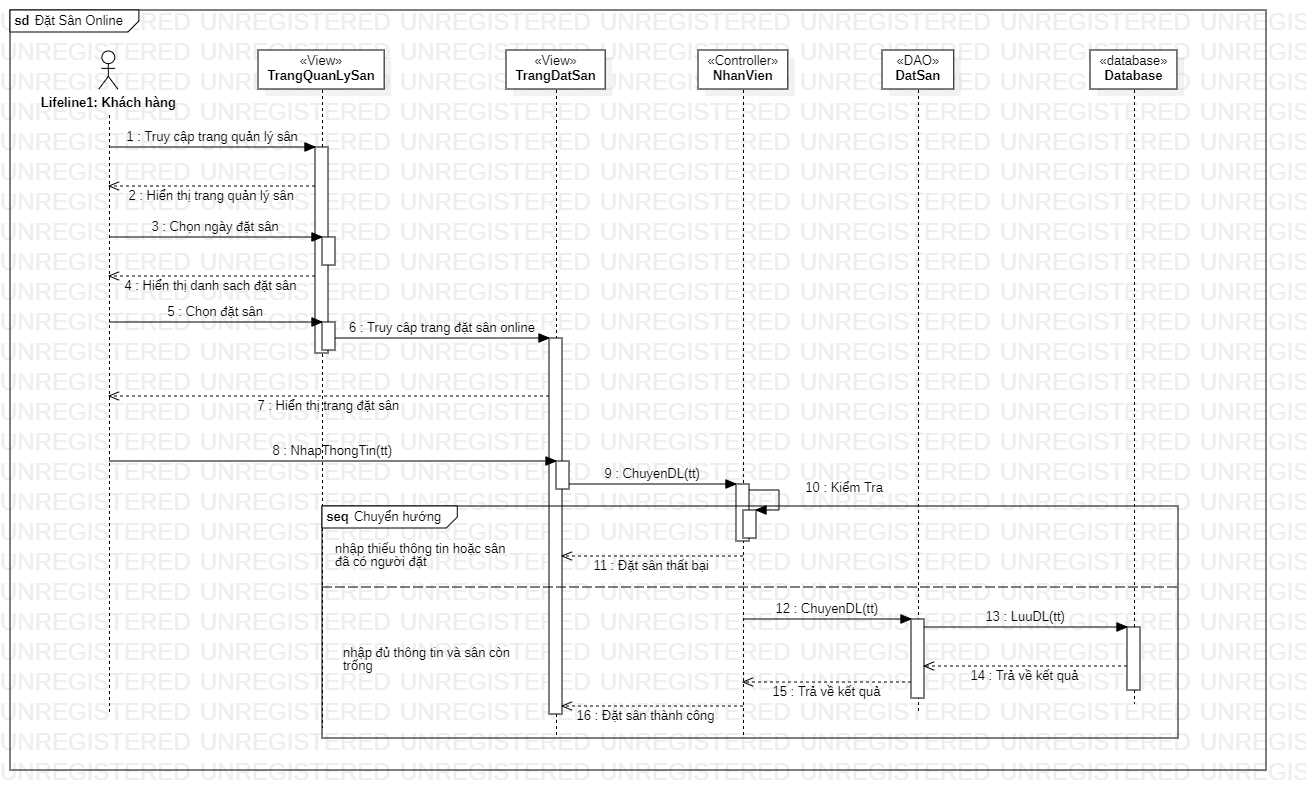 sd Đặt Sân Online
Lifeline1: Khách hàng
«View»
TrangQuanLySan
«View»
TrangDatSan
«Controller»
NhanVien
«DAO»
DatSan
«database»
Database
1 : Truy cập trang quản lý sân
2 : Hiển thị trang quản lý sân
3 : Chọn ngày đặt sân
4 : Hiển thị danh sach đặt sân
5 : Chọn đặt sân
6 : Truy câp trang đặt sân online
7 : Hiển thị trang đặt sân
8 : NhapThongTin(tt)
9 : ChuyenDL(tt)
10 : Kiểm Tra
seq Chuyển hướng
nhập thiếu thông tin hoặc sân
đã có người đặt
11 : Đặt sân thất bại
12 : ChuyenDL(tt)
13 : LuuDL(tt)
nhập đủ thông tin và sân còn
trống
14 : Trả về kết quả
15 : Trả về kết quả
16 : Đặt sân thành công
UNREGISTERED